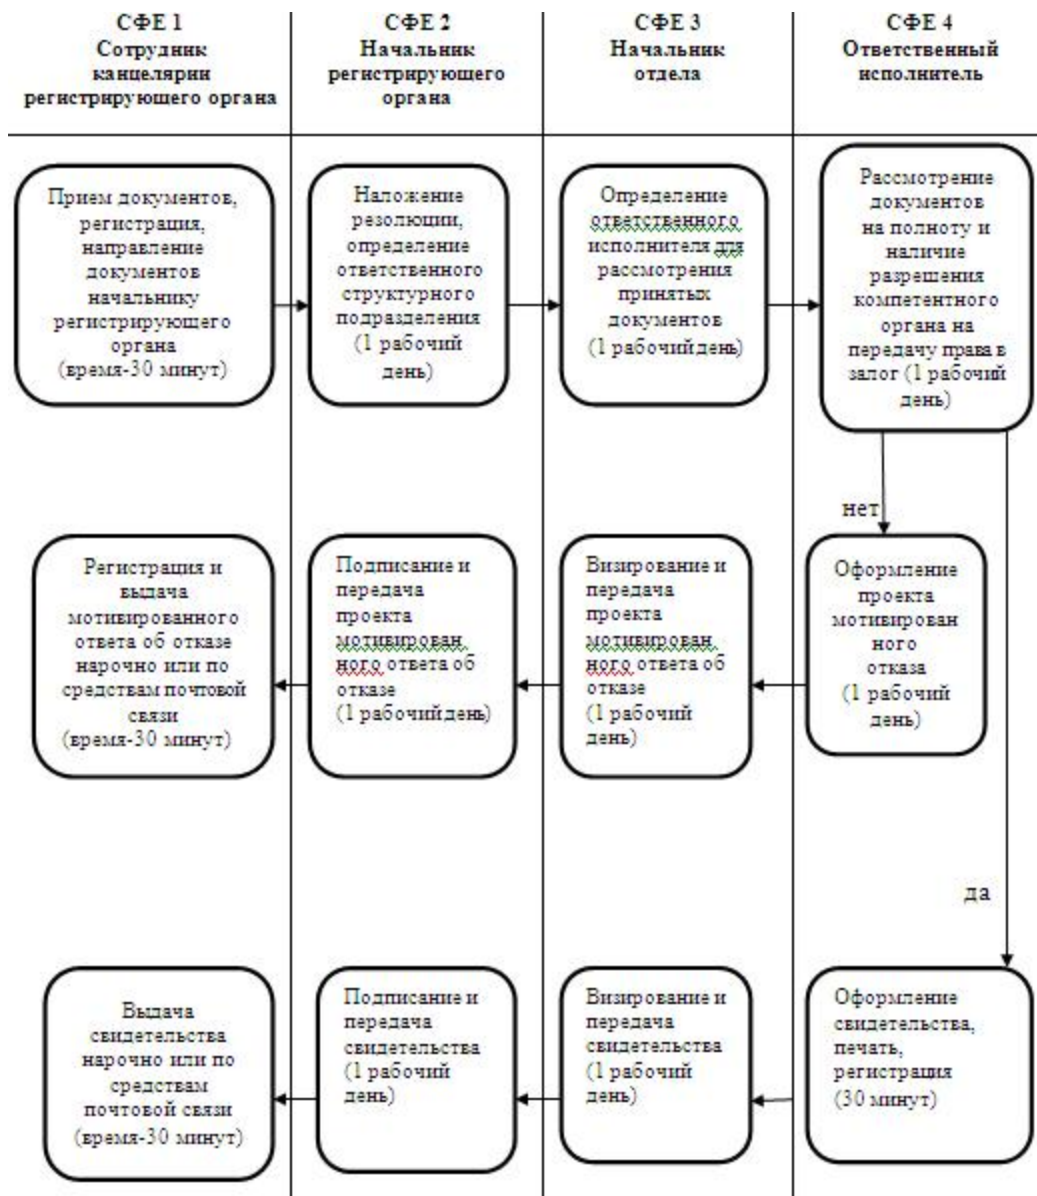 СФЕ 1
Сотрудник
канцелярии
регистрирующего органа
СФЕ 2
Начальник
регистрирующего
органа
СФЕ 3
Начальник
отдела
СФЕ 4
Ответственный
исполнитель
Прием документов,
регистрация,
направление
документов
начальнику
регистрирующего
органа
(время-30 минут)
Наложение
резолюции,
определение
ответственного
структурного
подразделения
(1 рабочий
день)
Определение
ответственного
исполнителя для
рассмотрения
принятых
документов
(1 рабочий день)
Рассмотрение
документов
на полноту и
наличие
разрешения
компетентного
органа на
передачу права в
залог (1 рабочий
день)
нет
Регистрация и
выдача
мотивированного
ответа об отказе
нарочно или по
средствам почтовой
связи
(время-30 минут)
Подписание и
передача
проекта
мотивирован
ного ответа об
отказе
(1 рабочий день)
Визирование и
передача
проекта
мотивирован
ного ответа об
отказе
(1 рабочий
день)
Оформление
проекта
мотивирован
ного
отказа
(1 рабочий
день)
да
Выдача
свидетельства
нарочно или по
средствам
почтовой связи
(время-30 минут)
Подписание и
передача
свидетельства
(1 рабочий
день)
Визирование и
передача
свидетельства
(1 рабочий
день)
Оформление
свидетельства,
печать,
регистрация
(30 минут)